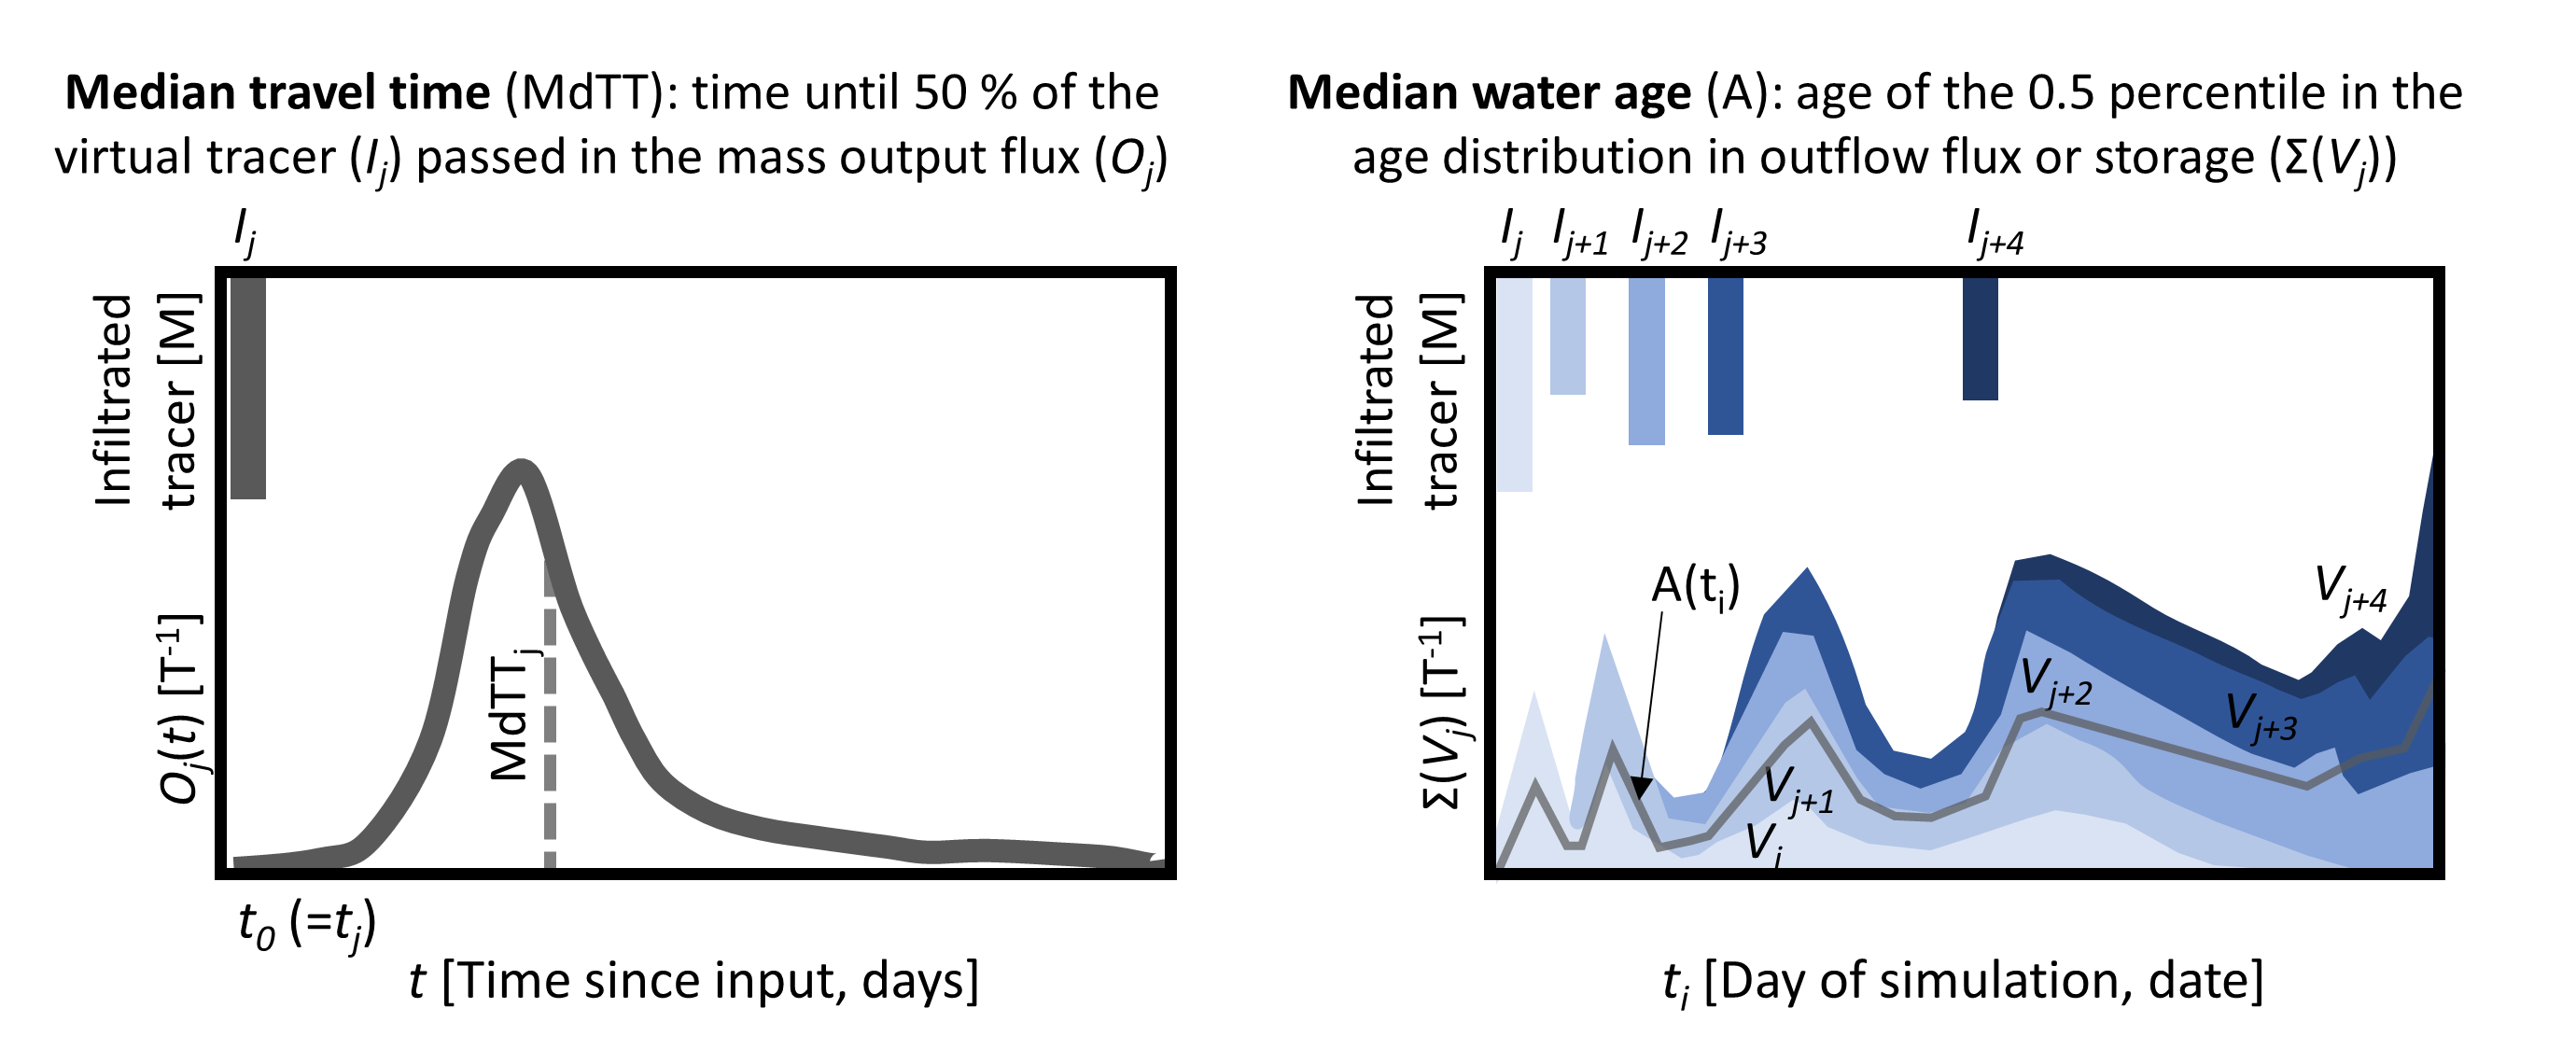 Median travel time (MdTT): time until 50 % of the
virtual tracer (Ij) passed in the mass output flux (Oj)
Ij
Infiltrated
tracer [M]
Oj(t) [T-1]
MdTTj
t0 (=tj)
t [Time since input, days]
Median water age (A): age of the 0.5 percentile in the
age distribution in outflow flux or storage (Σ(Vj))
Ij Ij+1 Ij+2 Ij+3 Ij+4
Infiltrated
tracer [M]
Σ(Vj) [T-1]
A(ti)
Vj+4
Vj+2
Vj+3
Vj+1
Vj
ti [Day of simulation, date]